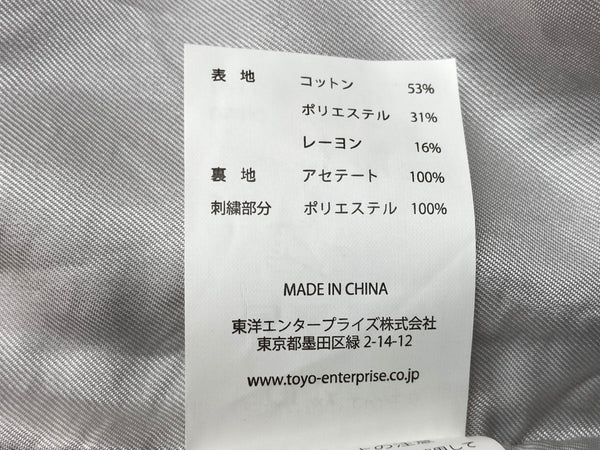 表 地 コットン 53%
ポリエステル 31%
レーヨン 16%
裏 地 アセテート 100%
刺繍部分 ポリエステル 100%
MADE IN CHINA
東洋エンタープライズ株式会社
東京都墨田区緑 2-14-12
www.toyo-enterprise.co.jp